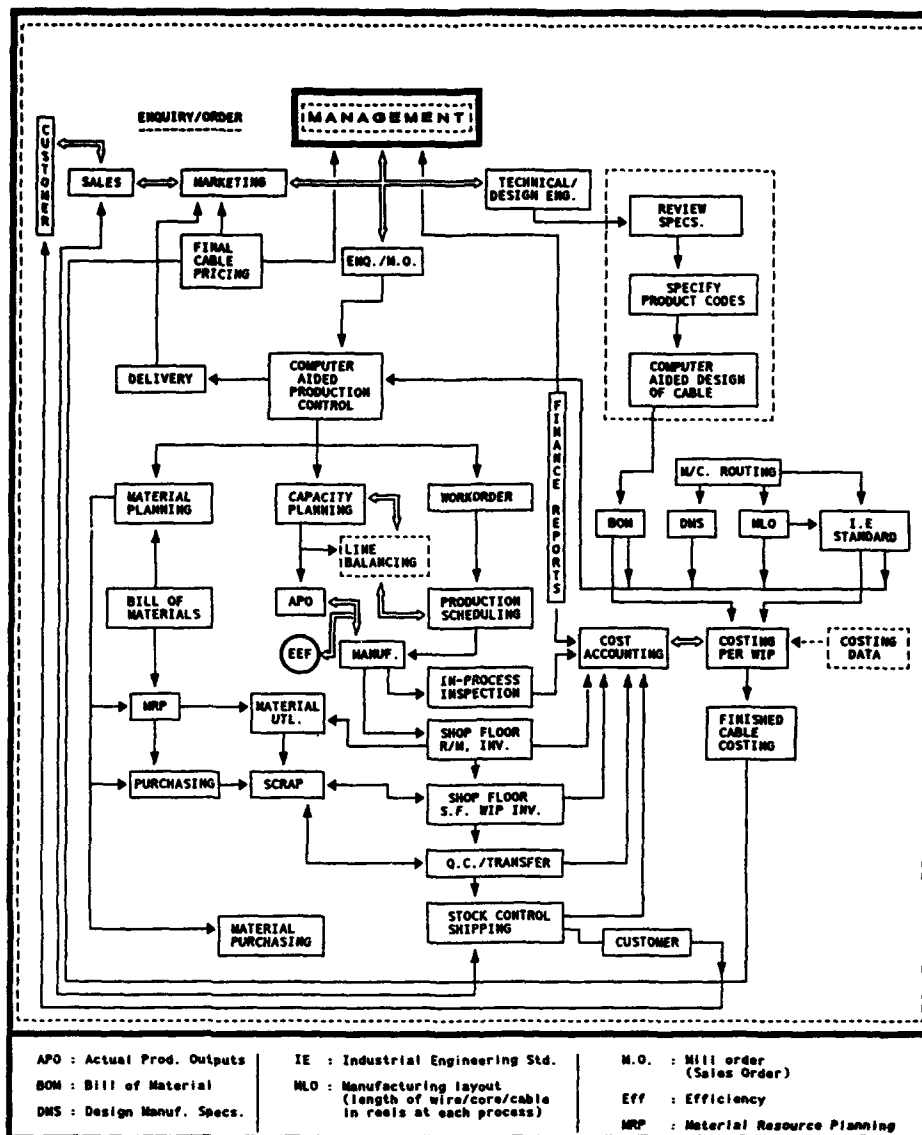 ENQUIRY/ORDER
MANAGEMENT
CUSTOMER
SALES
MARKETING
TECHNICAL/
DESIGN ENG.
REVIEW
SPECS.
FINAL
CABLE
PRICING
ENQ./M.O.
SPECIFY
PRODUCT CODES
DELIVERY
COMPUTER
AIDED
PRODUCTION
CONTROL
COMPUTER
AIDED DESIGN
OF CABLE
FINANCE REPORTS
M/C. ROUTING
MATERIAL
PLANNING
CAPACITY
PLANNING
WORKORDER
BOM
DMS
MLO
I.E
STANDARD
LINE
BALANCING
BILL OF
MATERIALS
APO
PRODUCTION
SCHEDULING
EEF
MANUF.
COST
ACCOUNTING
COSTING
PER WIP
COSTING
DATA
IN-PROCESS
INSPECTION
MRP
MATERIAL
UTL.
SHOP FLOOR
R/M, INV.
FINISHED
CABLE
COSTING
PURCHASING
SCRAP
SHOP FLOOR
S.F. WIP INV.
Q.C./TRANSFER
MATERIAL
PURCHASING
STOCK CONTROL
SHIPPING
CUSTOMER
APO : Actual Prod. Outputs
BOM : Bill of Material
DMS : Design Manuf. Specs.
IE : Industrial Engineering Std.
MLO : Manufacturing layout
(length of wire/core/cable
in reels at each process)
M.O. : Mill order
(Sales Order)
Eff : Efficiency
MRP : Material Resource Planning